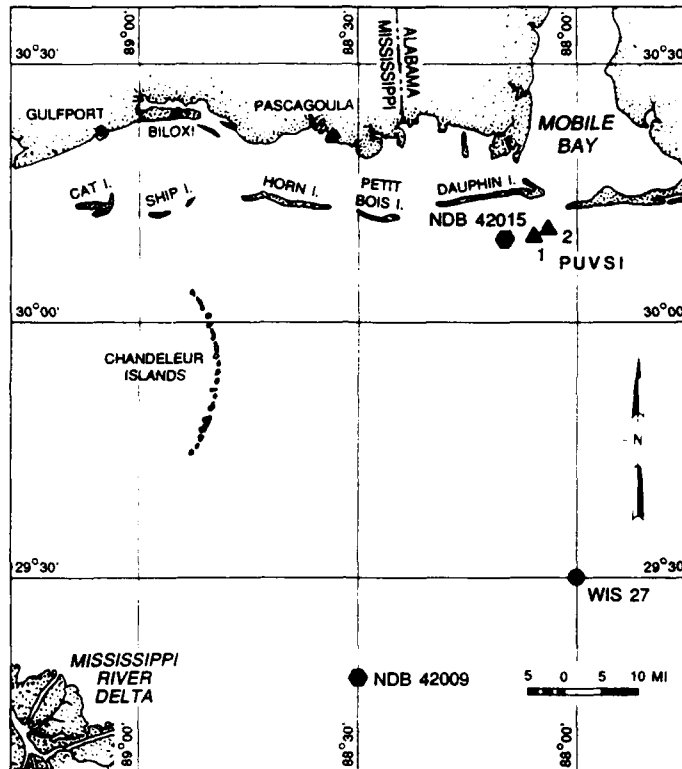 89°00'
88°30'
88°00'
30°30'
30°30'
ALABAMA
MISSISSIPPI
GULFPORT
BILOXI
PASCAGOULA
MOBILE
BAY
CAT I.
SHIP I.
HORN I.
PETIT
BOIS I.
DAUPHIN I.
NDB 42015
1
2
PUVSI
30°00'
30°00'
CHANDELEUR
ISLANDS
N
29°30'
29°30'
WIS 27
MISSISSIPPI
RIVER
DELTA
NDB 42009
5 0 5 10 MI
89°00'
88°30'
88°00'